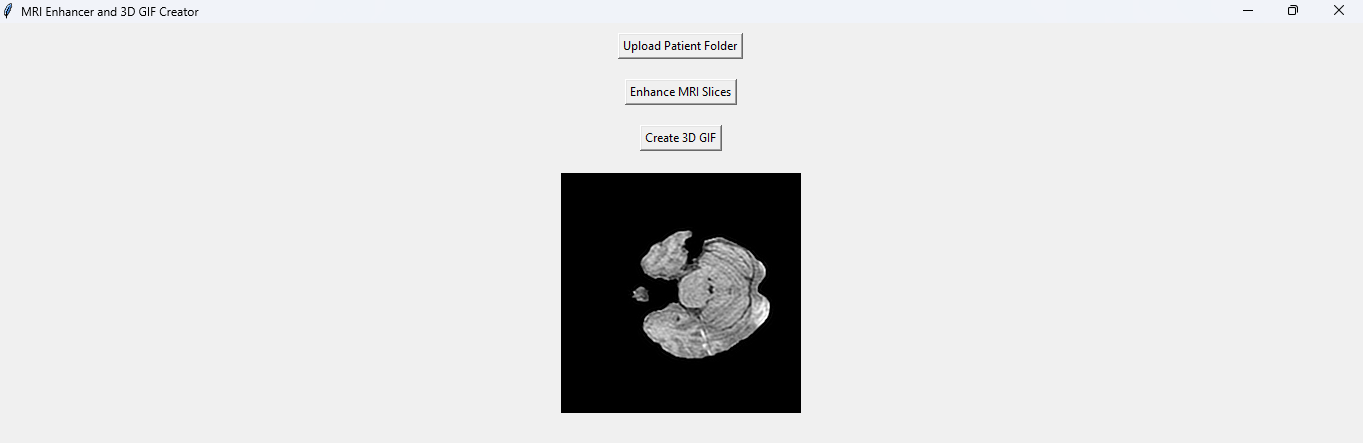 MRI Enhancer and 3D GIF Creator
Upload Patient Folder
Enhance MRI Slices
Create 3D GIF